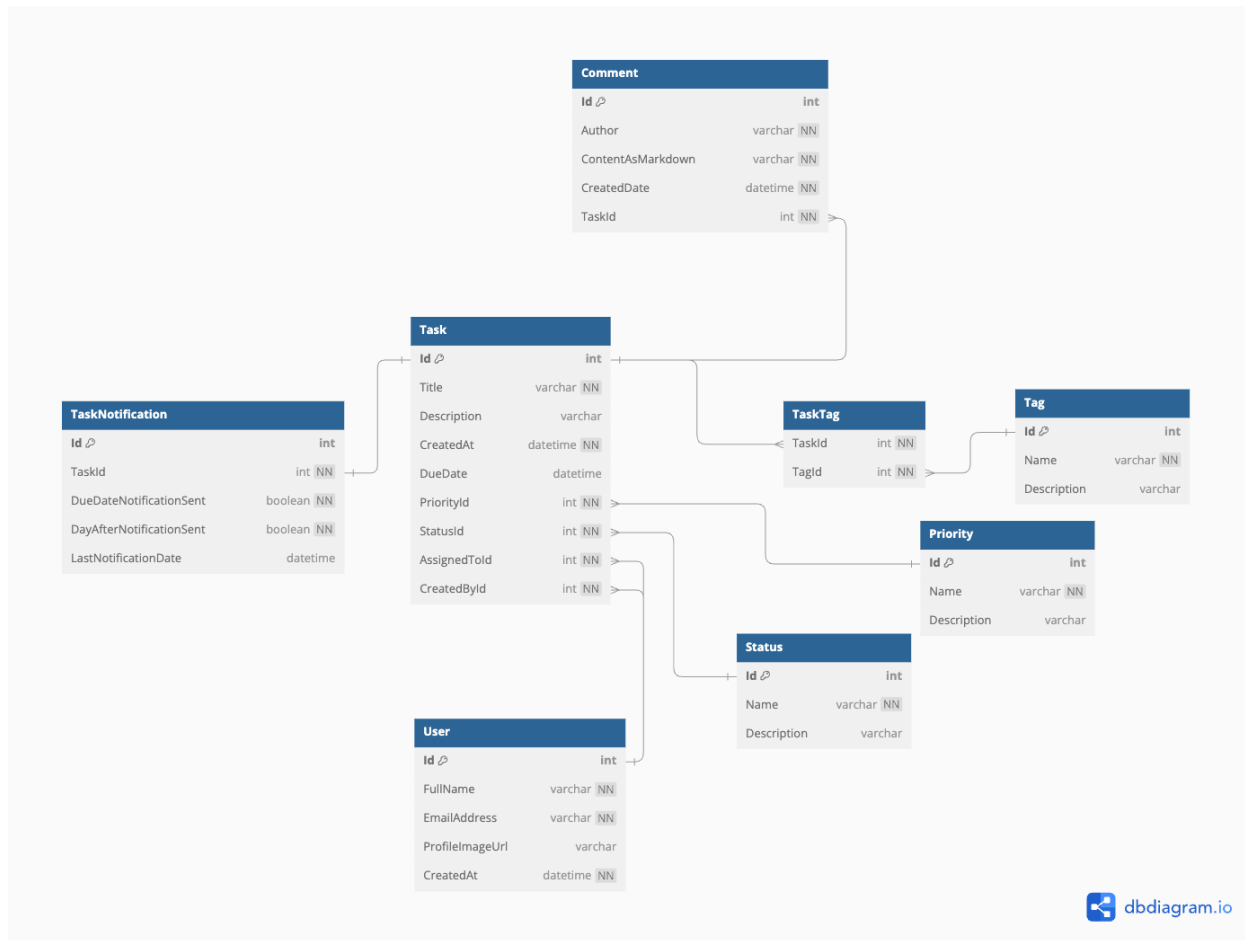 Comment
Id int
Author varchar NN
ContentAsMarkdown varchar NN
CreatedDate datetime NN
TaskId int NN
Task
Id int
Title varchar NN
Description varchar
CreatedAt datetime NN
DueDate datetime
PriorityId int NN
StatusId int NN
AssignedToId int NN
CreatedById int NN
TaskNotification
Id int
TaskId int NN
DueDateNotificationSent boolean NN
DayAfterNotificationSent boolean NN
LastNotificationDate datetime
TaskTag
TaskId int NN
TagId int NN
Tag
Id int
Name varchar NN
Description varchar
Priority
Id int
Name varchar NN
Description varchar
Status
Id int
Name varchar NN
Description varchar
User
Id int
FullName varchar NN
EmailAddress varchar NN
ProfileImageUrl varchar
CreatedAt datetime NN
dbdiagram.io